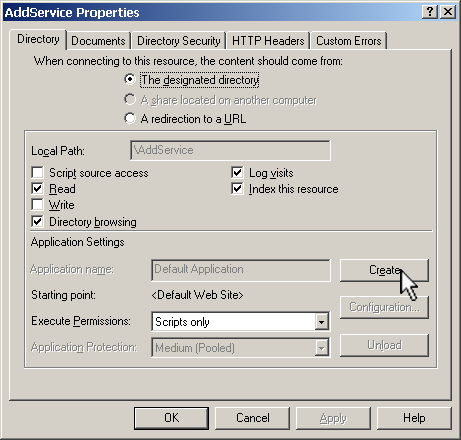 AddService Properties
Directory Documents Directory Security HTTP Headers Custom Errors
When connecting to this resource, the content should come from:
The designated directory
A share located on another computer
A redirection to a URL
Local Path: \AddService
Script source access Log visits
Read Index this resource
Write
Directory browsing
Application Settings
Application name: Default Application Create
Starting point: <Default Web Site>
Configuration...
Execute Permissions: Scripts only
Application Protection: Medium (Pooled) Unload
OK Cancel Apply Help